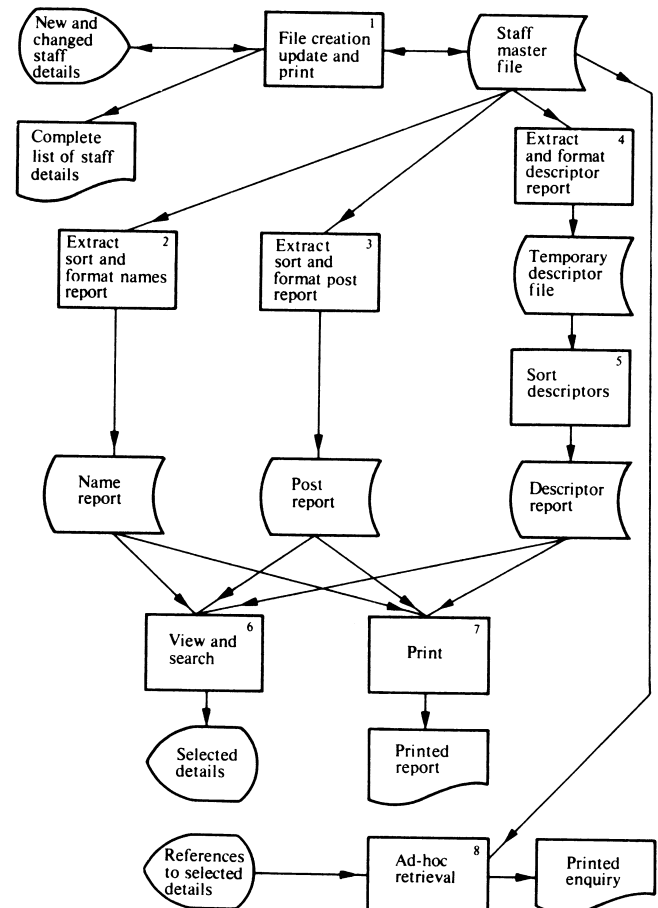 New and
changed
staff
details
1
File creation
update and
print
Staff
master
file
Complete
list of staff
details
4
Extract
and format
descriptor
report
2
Extract
sort and
format names
report
3
Extract
sort and
format post
report
Temporary
descriptor
file
5
Sort
descriptors
Name
report
Post
report
Descriptor
report
6
View and
search
7
Print
Selected
details
Printed
report
References
to selected
details
8
Ad-hoc
retrieval
Printed
enquiry